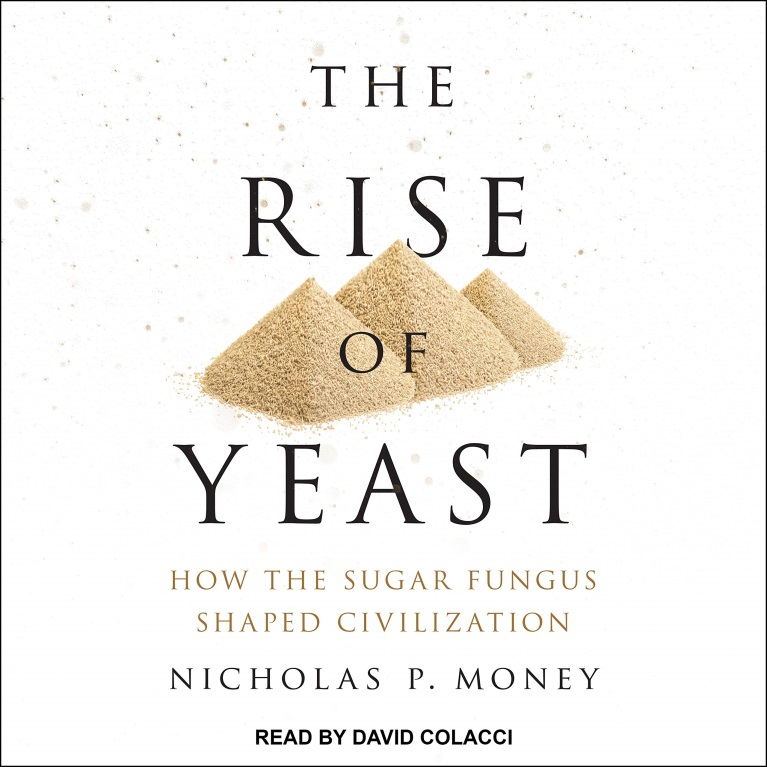 THE
RISE
OF
YEAST
HOW THE SUGAR FUNGUS
SHAPED CIVILIZATION
NICHOLAS P. MONEY
READ BY DAVID COLACCI